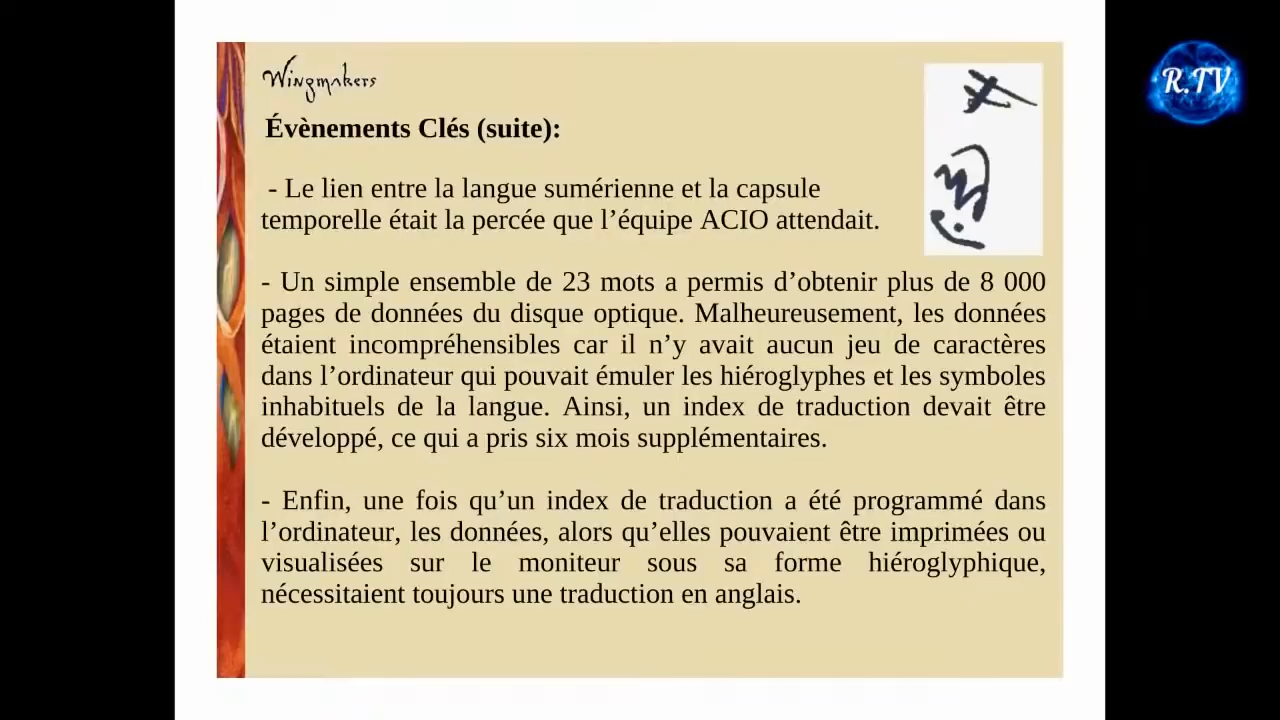 Wingmakers
R.TV
Évènements Clés (suite):
- Le lien entre la langue sumérienne et la capsule
temporelle était la percée que l’équipe ACIO attendait.
- Un simple ensemble de 23 mots a permis d’obtenir plus de 8 000
pages de données du disque optique. Malheureusement, les données
étaient incompréhensibles car il n’y avait aucun jeu de caractères
dans l’ordinateur qui pouvait émuler les hiéroglyphes et les symboles
inhabituels de la langue. Ainsi, un index de traduction devait être
développé, ce qui a pris six mois supplémentaires.
- Enfin, une fois qu’un index de traduction a été programmé dans
l’ordinateur, les données, alors qu’elles pouvaient être imprimées ou
visualisées sur le moniteur sous sa forme hiéroglyphique,
nécessitaient toujours une traduction en anglais.